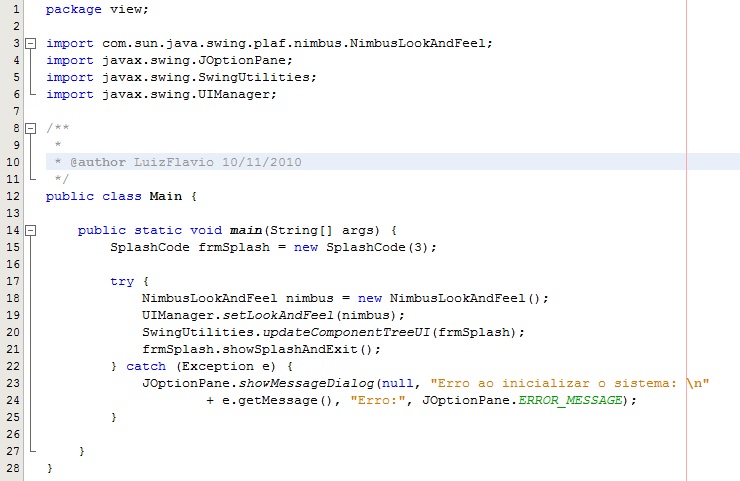 1 package view;
2
3 import com.sun.java.swing.plaf.nimbus.NimbusLookAndFeel;
4 import javax.swing.JOptionPane;
5 import javax.swing.SwingUtilities;
6 import javax.swing.UIManager;
7
8 /**
9 *
10 * @author LuizFlavio 10/11/2010
11 */
12 public class Main {
13
14 public static void main(String[] args) {
15 SplashCode frmSplash = new SplashCode(3);
16
17 try {
18 NimbusLookAndFeel nimbus = new NimbusLookAndFeel();
19 UIManager.setLookAndFeel(nimbus);
20 SwingUtilities.updateComponentTreeUI(frmSplash);
21 frmSplash.showSplashAndExit();
22 } catch (Exception e) {
23 JOptionPane.showMessageDialog(null, "Erro ao inicializar o sistema: \n"
24 + e.getMessage(), "Erro:", JOptionPane.ERROR_MESSAGE);
25 }
26
27 }
28 }